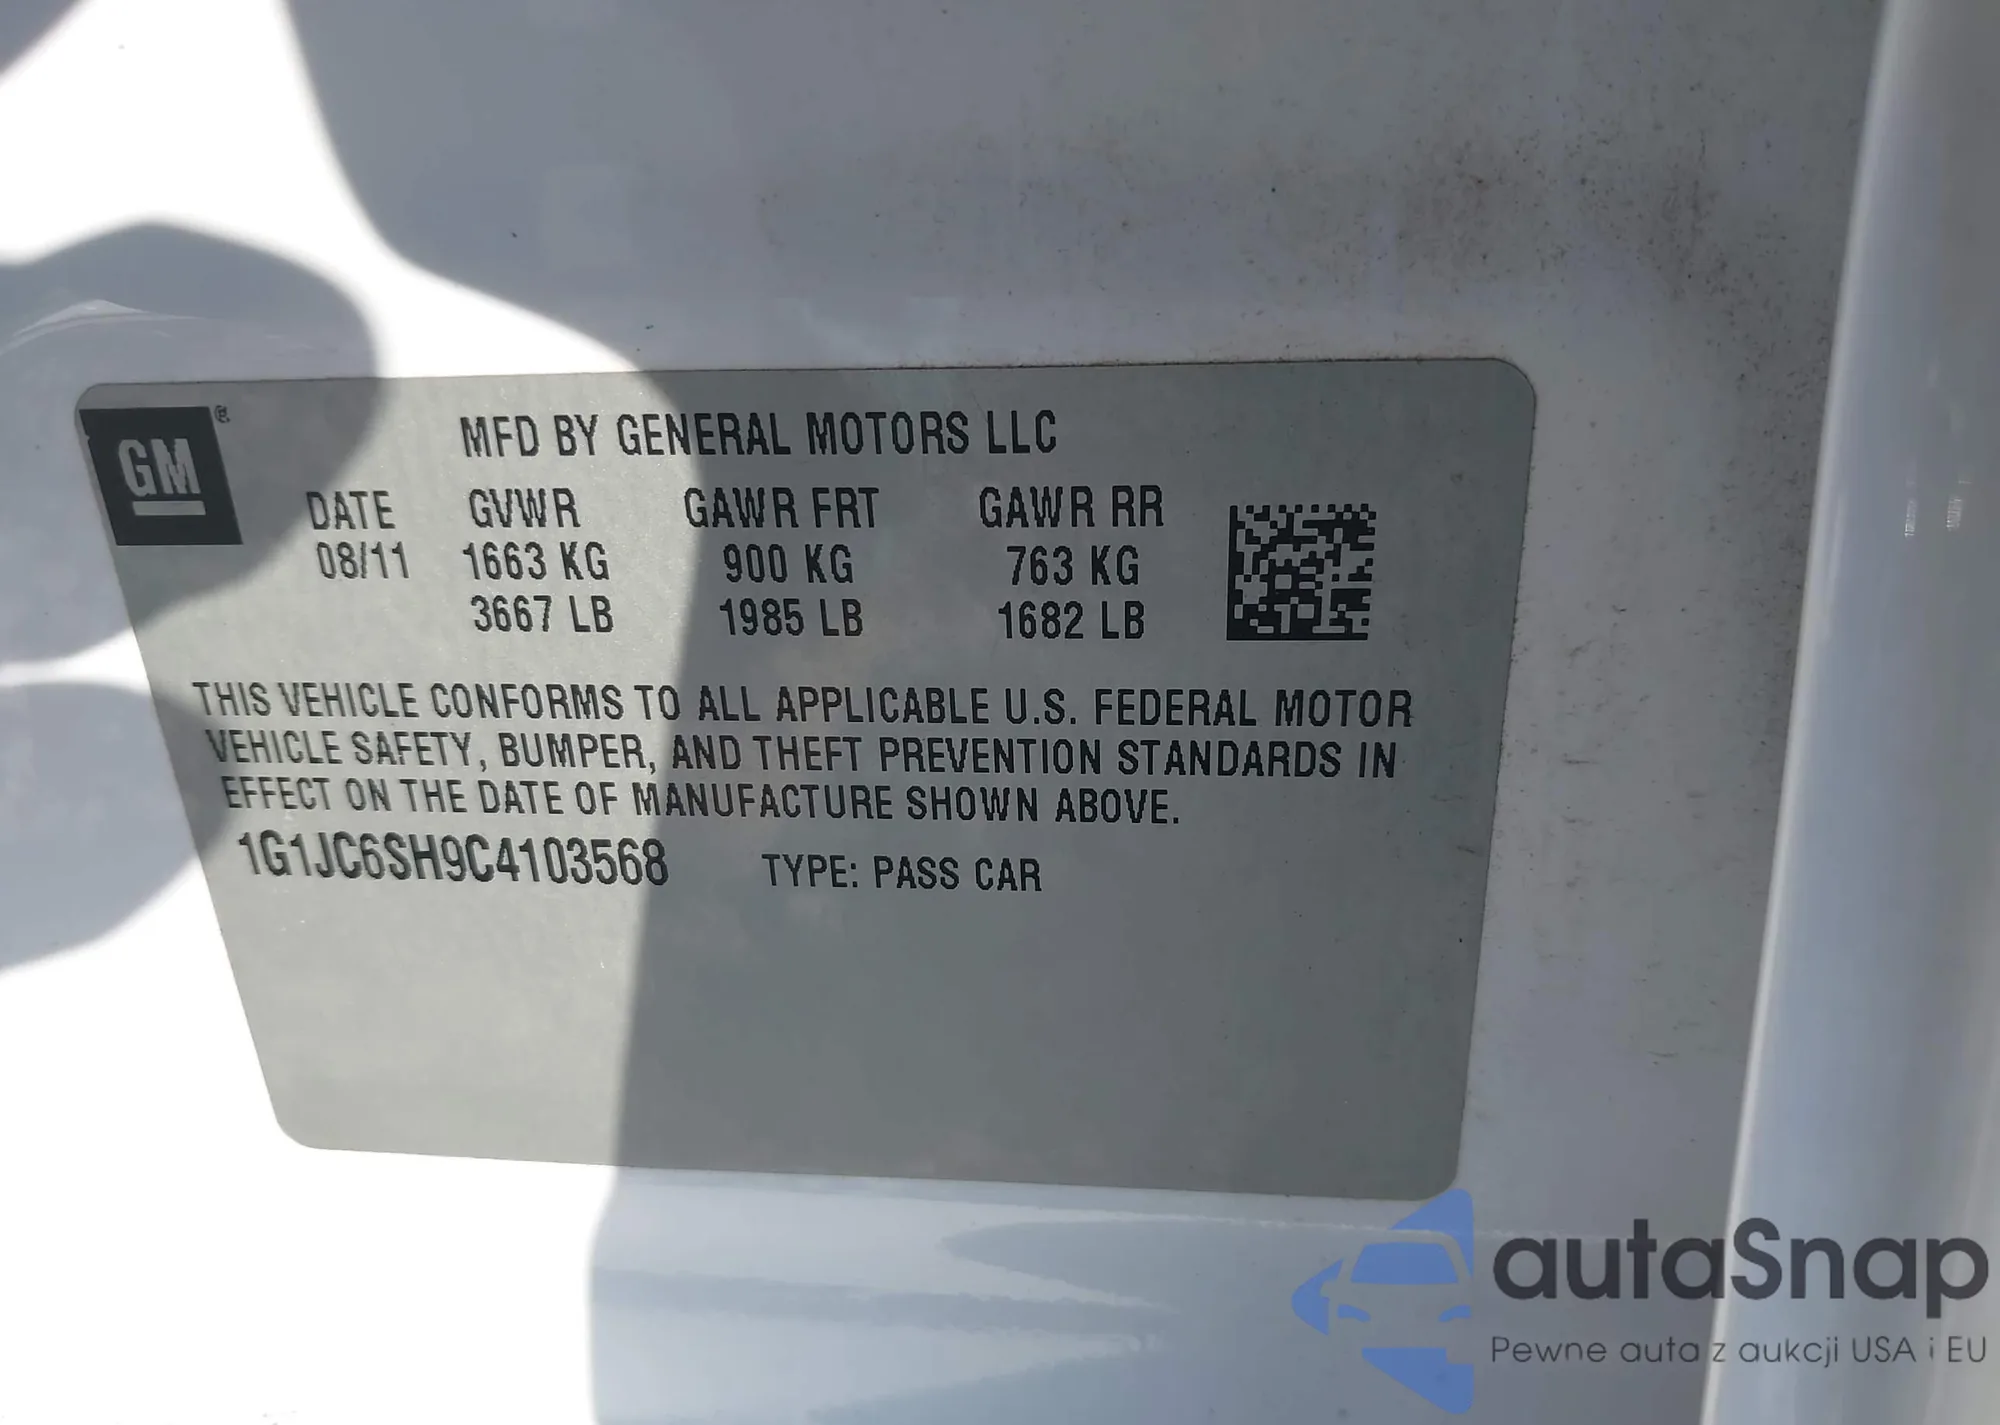 GM ®
MFD BY GENERAL MOTORS LLC
DATE GVWR GAWR FRT GAWR RR
08/11 1663 KG 900 KG 763 KG
3667 LB 1985 LB 1682 LB
THIS VEHICLE CONFORMS TO ALL APPLICABLE U.S. FEDERAL MOTOR
VEHICLE SAFETY, BUMPER, AND THEFT PREVENTION STANDARDS IN
EFFECT ON THE DATE OF MANUFACTURE SHOWN ABOVE.
1G1JC6SH9C4103568 TYPE: PASS CAR
autaSnap
Pewne auta z aukcji USA i EU